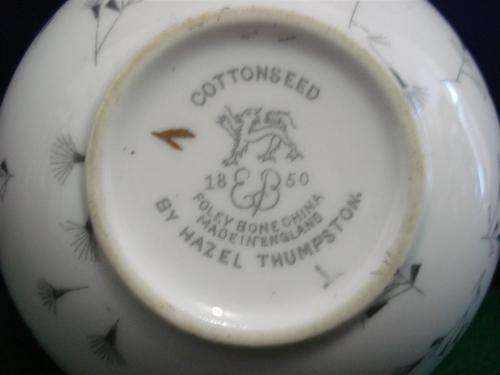 COTTONSEED
18 EB 50
FOLEY BONE CHINA
MADE IN ENGLAND
BY HAZEL THUMPSTON.